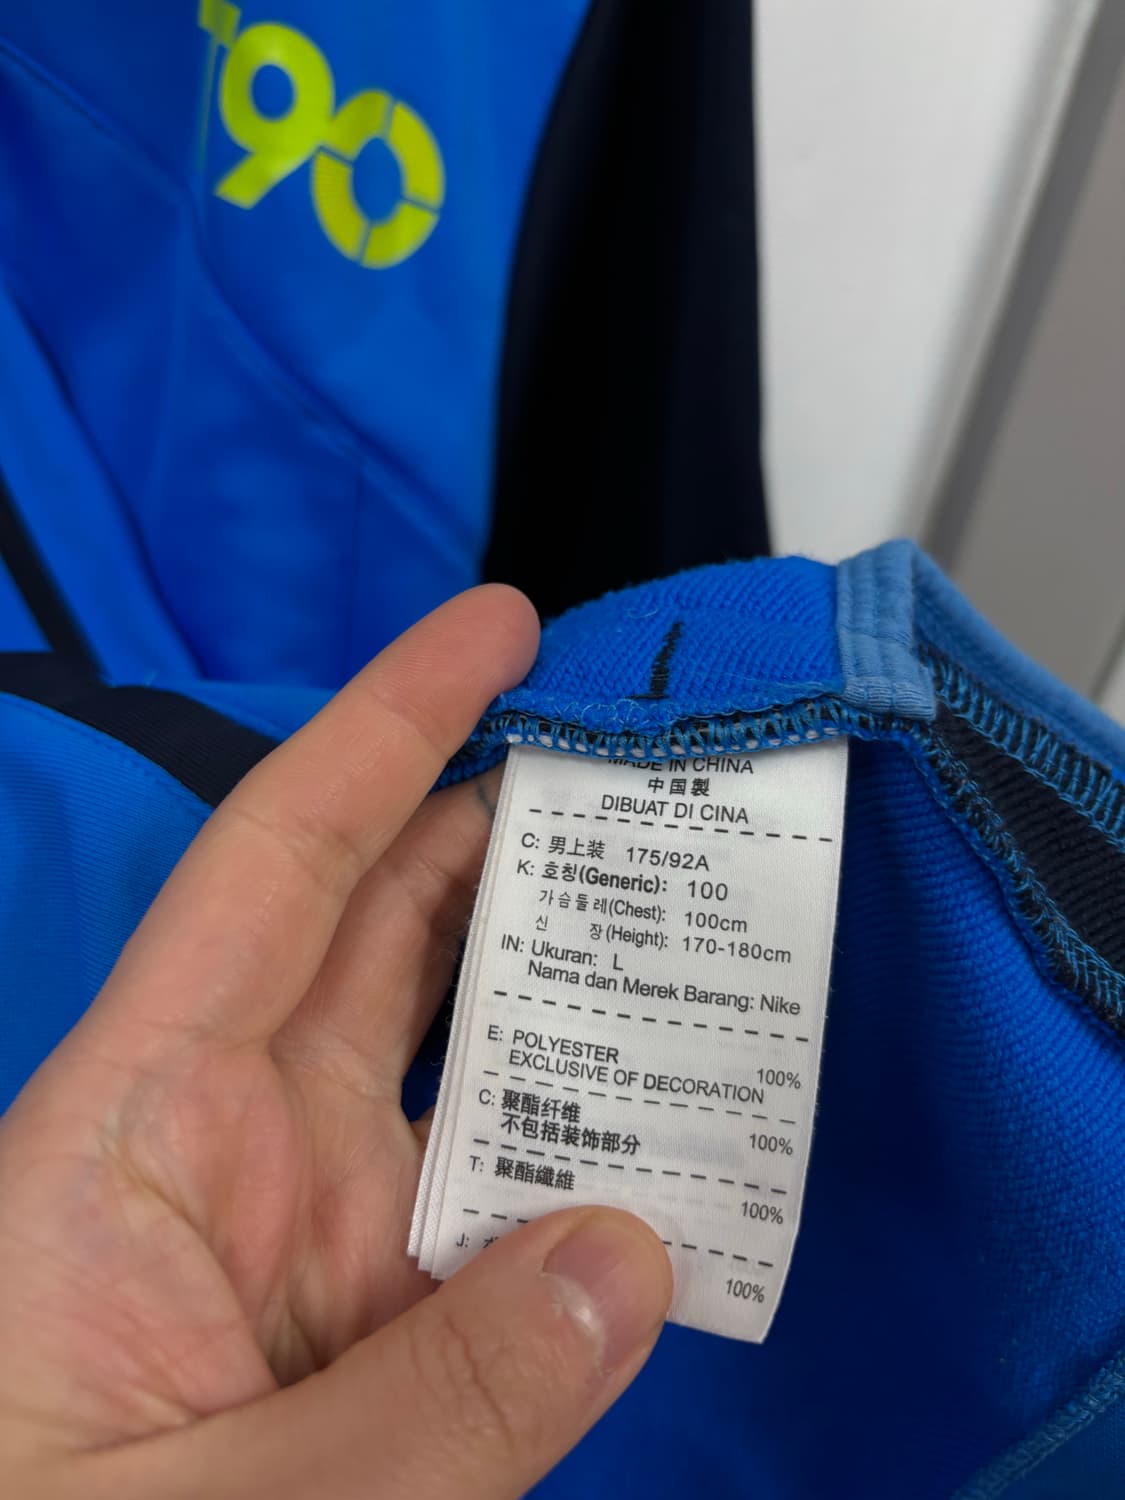 90
MADE IN CHINA
中国製
DIBUAT DI CINA
C: 男上装 175/92A
K: 호칭(Generic): 100
가슴둘레(Chest): 100cm
신 장(Height): 170-180cm
IN: Ukuran: L
Nama dan Merek Barang: Nike
E: POLYESTER 100%
EXCLUSIVE OF DECORATION
C: 聚酯纤维 100%
不包括装饰部分
T: 聚酯纖維 100%
J: 100%